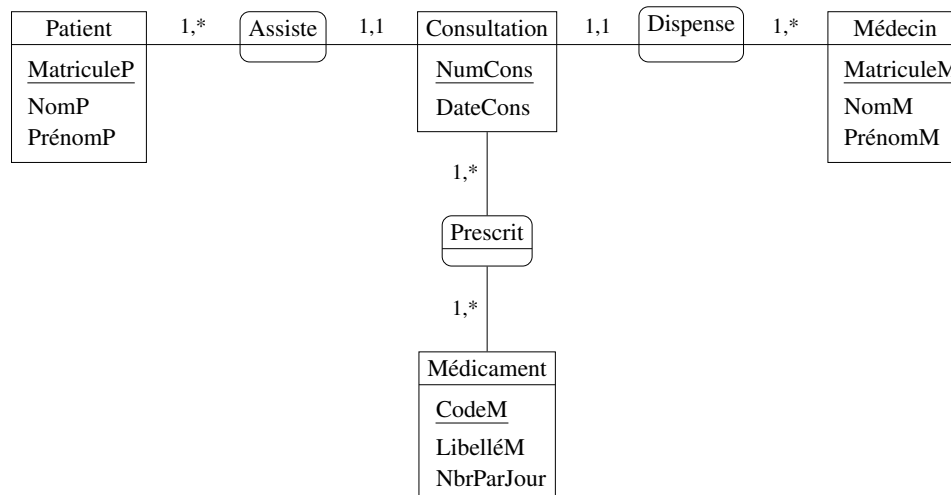 Patient 1,* Assiste 1,1 Consultation 1,1 Dispense 1,* Médecin
MatriculeP
NomP
PrénomP
NumCons
DateCons
MatriculeM
NomM
PrénomM
1,*
Prescrit
1,*
Médicament
CodeM
LibelléM
NbrParJour